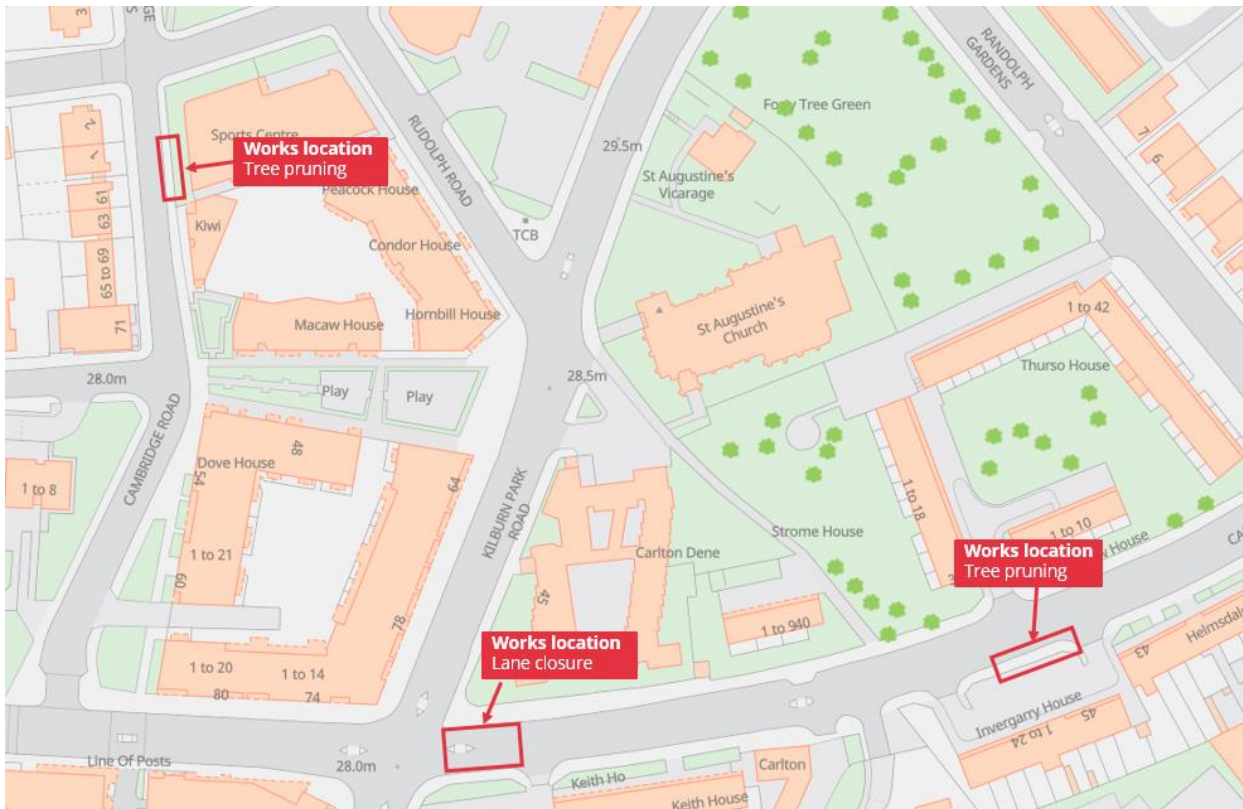 3
GE
S
RANDOLPH
GARDENS
2
1
61
63
65 to 69
71
Sports Centre
Works location
Tree pruning
Peacock House
RUDOLPH ROAD
Kiwi
Condor House
Macaw House
Hornbill House
TCB
29.5m
Forty Tree Green
St Augustine's
Vicarage
7
6
28.0m
Play
Play
28.5m
St Augustine's
Church
1 to 42
Thurso House
CAMBRIDGE ROAD
1 to 8
Dove House
48
54
64
1 to 21
60
KILBURN PARK
ROAD
78
Carlton Dene
45
Strome House
1 to 18
1 to 10
y House
CA
Works location
Tree pruning
1 to 940
Works location
Lane closure
1 to 20
1 to 14
80
74
Helmsdale
43
Invergarry House
45
1 to 24
Line Of Posts
28.0m
Keith Ho
Carlton
Keith House